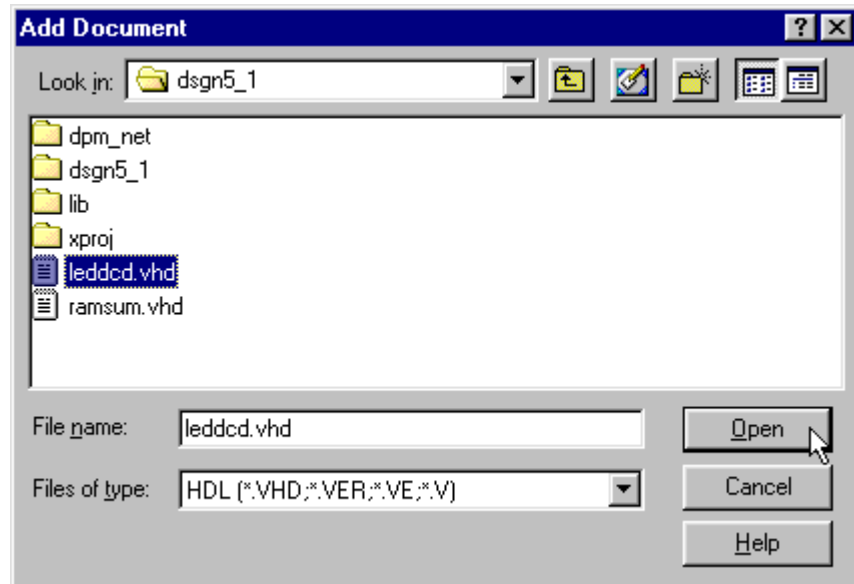 Add Document
Look in: dsgn5_1
dpm_net
dsgn5_1
lib
xproj
leddcd.vhd
ramsum.vhd
File name: leddcd.vhd Open
Files of type: HDL (*.VHD;*.VER;*.VE;*.V) Cancel
Help